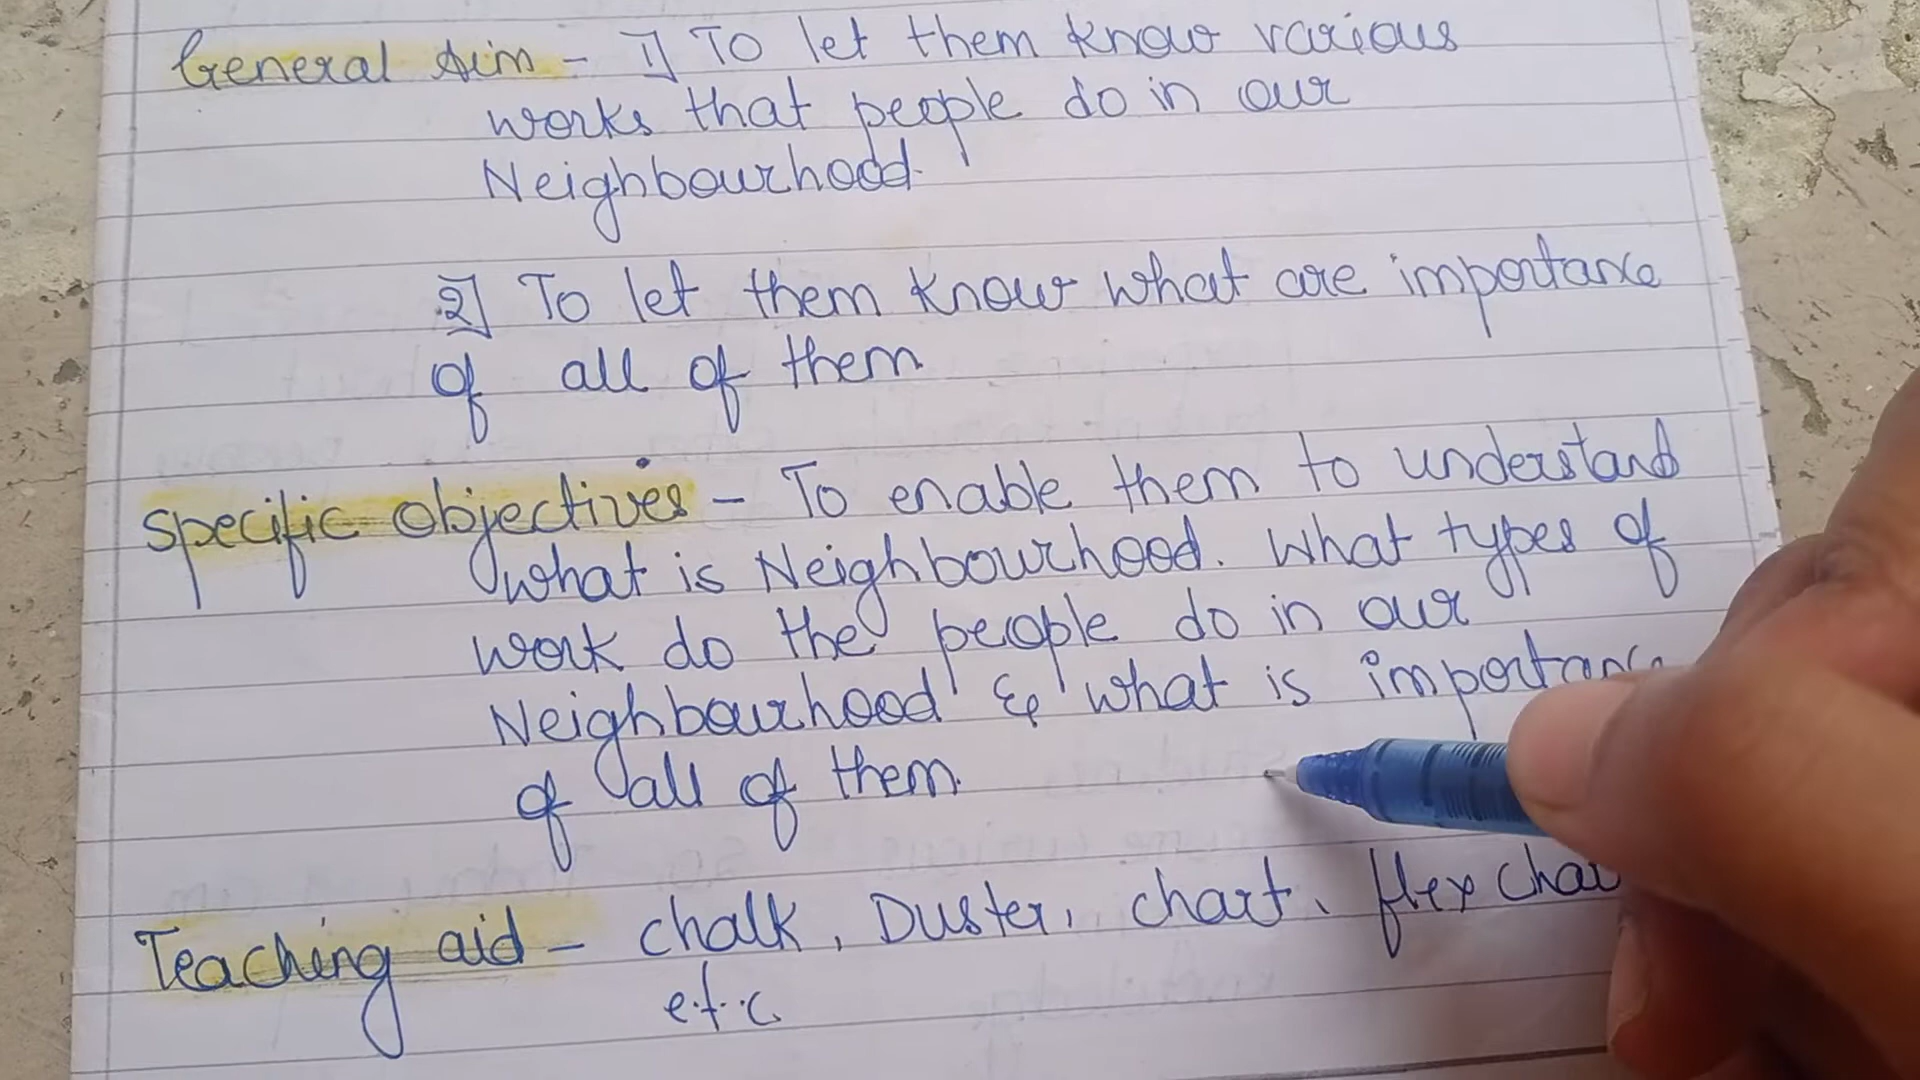 General Aim - 1] To let them know various
works that people do in our
Neighbourhood.
2] To let them know what are importance
of all of them
Specific objectives - To enable them to understand
what is Neighbourhood. What types of
work do the people do in our
Neighbourhood & what is importance
of all of them.
Teaching aid - chalk, Duster, chart, flex
e.t.c